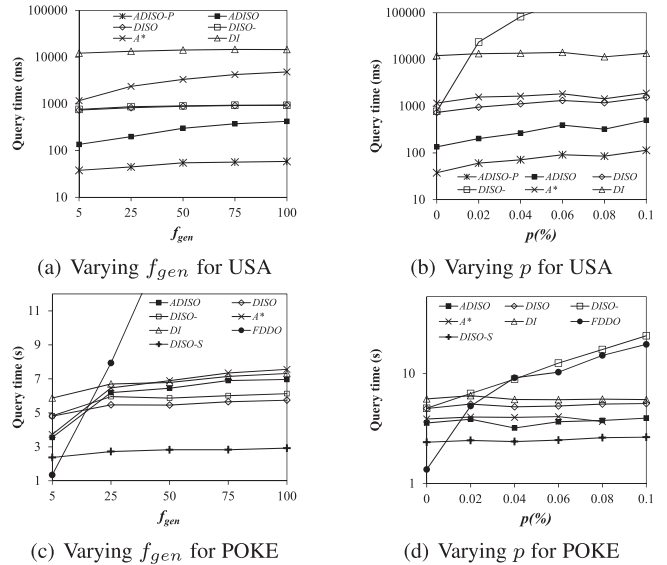 ADISO-P ADISO
DISO DISO-
A* DI
100000
10000
1000
100
10
Query time (ms)
5 25 50 75 100
f_gen
(a) Varying f_gen for USA
100000
10000
1000
100
10
Query time (ms)
ADISO-P ADISO DISO
DISO- A* DI
0 0.02 0.04 0.06 0.08 0.1
p(%)
(b) Varying p for USA
ADISO DISO
DISO- A*
DI FDDO
DISO-S
11
9
7
5
3
1
Query time (s)
5 25 50 75 100
f_gen
(c) Varying f_gen for POKE
ADISO DISO DISO-
A* DI FDDO
DISO-S
10
1
Query time (s)
0 0.02 0.04 0.06 0.08 0.1
p(%)
(d) Varying p for POKE